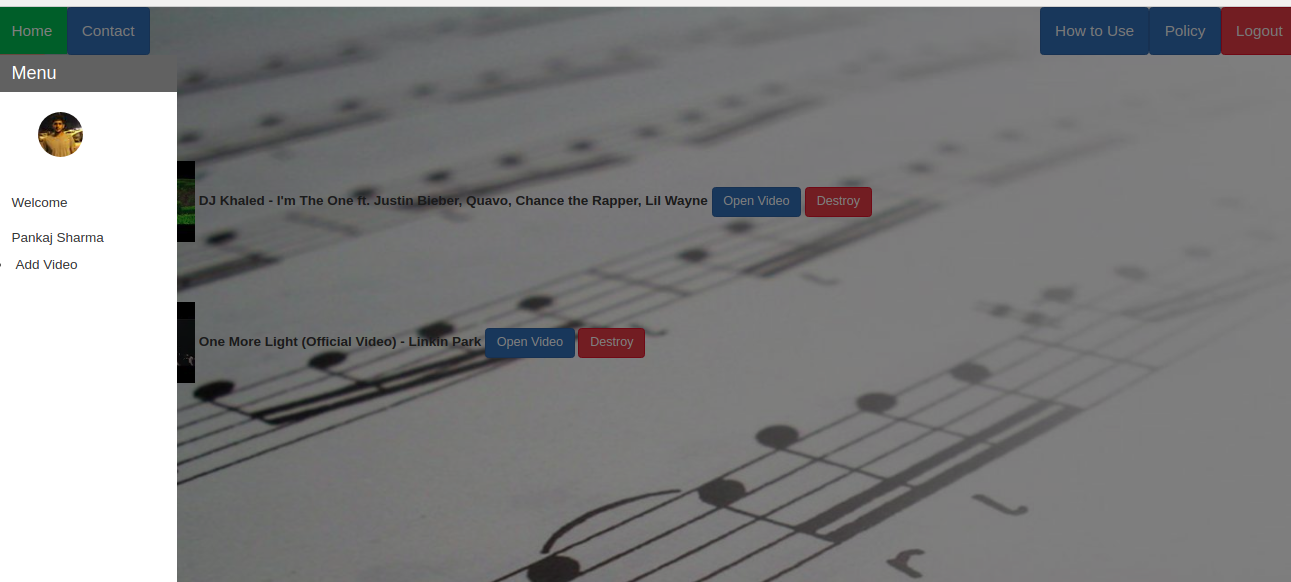 Home Contact How to Use Policy Logout
Menu
Welcome
Pankaj Sharma
Add Video
DJ Khaled - I'm The One ft. Justin Bieber, Quavo, Chance the Rapper, Lil Wayne Open Video Destroy
One More Light (Official Video) - Linkin Park Open Video Destroy